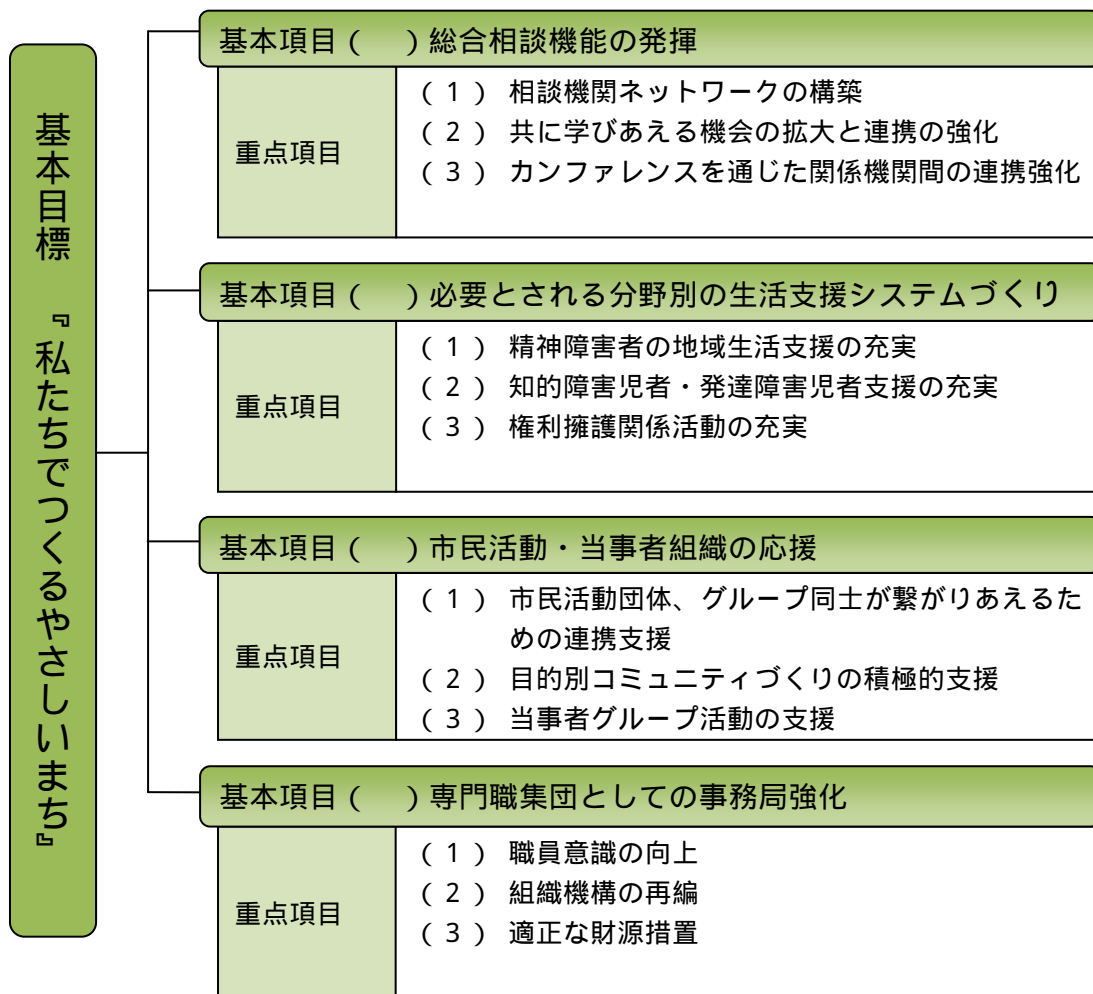 基本目標 『私たちでつくるやさしいまち』
基本項目( )総合相談機能の発揮
重点項目
(1) 相談機関ネットワークの構築
(2) 共に学びあえる機会の拡大と連携の強化
(3) カンファレンスを通じた関係機関間の連携強化
基本項目( )必要とされる分野別の生活支援システムづくり
重点項目
(1) 精神障害者の地域生活支援の充実
(2) 知的障害児者・発達障害児者支援の充実
(3) 権利擁護関係活動の充実
基本項目( )市民活動・当事者組織の応援
重点項目
(1) 市民活動団体、グループ同士が繋がりあえるた
めの連携支援
(2) 目的別コミュニティづくりの積極的支援
(3) 当事者グループ活動の支援
基本項目( )専門職集団としての事務局強化
重点項目
(1) 職員意識の向上
(2) 組織機構の再編
(3) 適正な財源措置